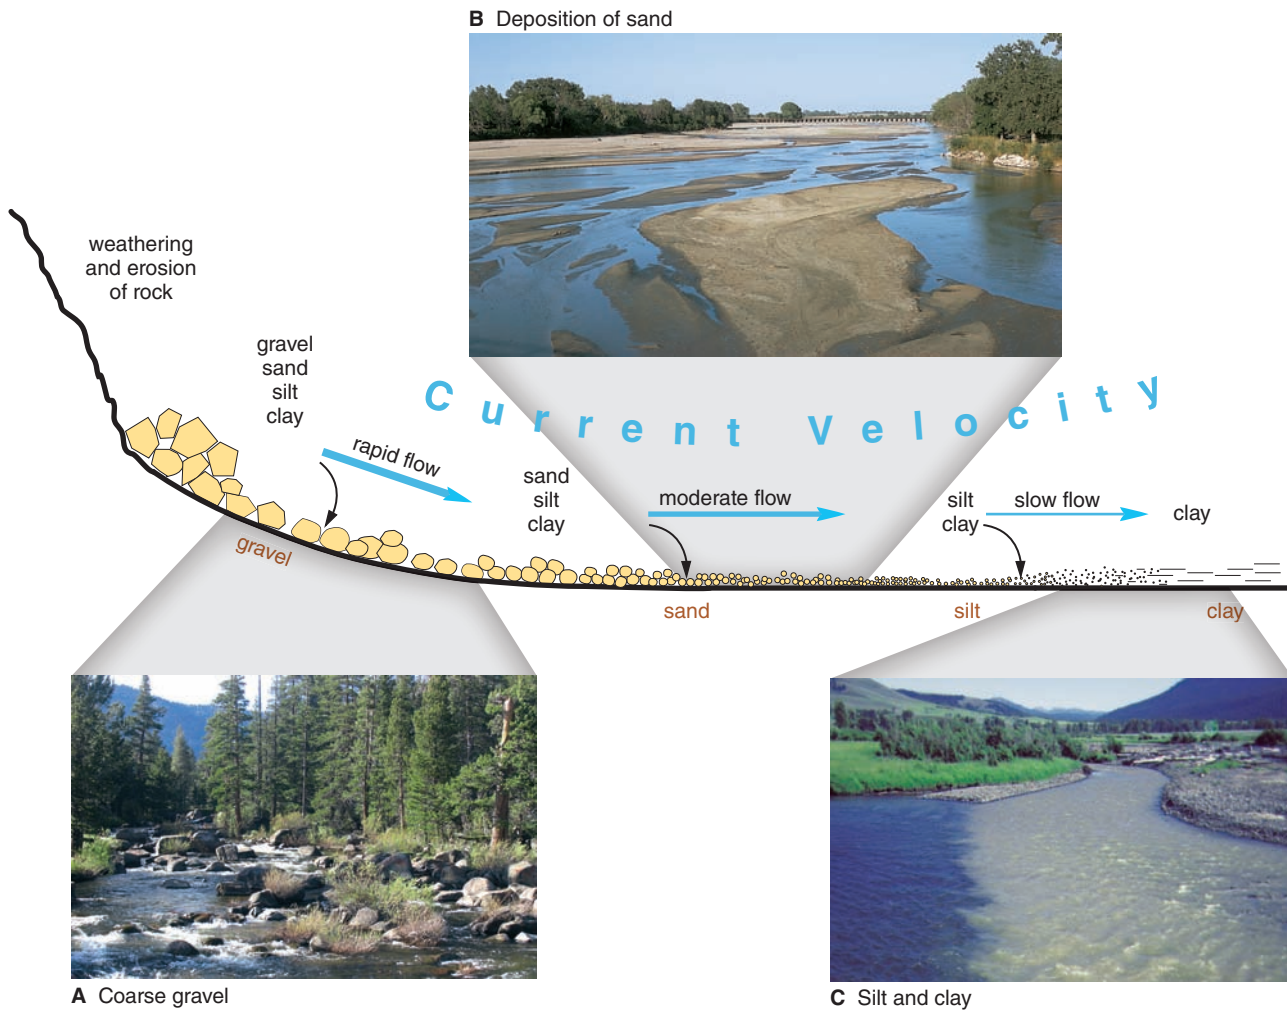 B Deposition of sand
weathering
and erosion
of rock
gravel
sand
silt
clay
Current Velocity
rapid flow
sand
silt
clay
moderate flow
silt
clay
slow flow
clay
gravel
sand
silt
clay
A Coarse gravel
C Silt and clay